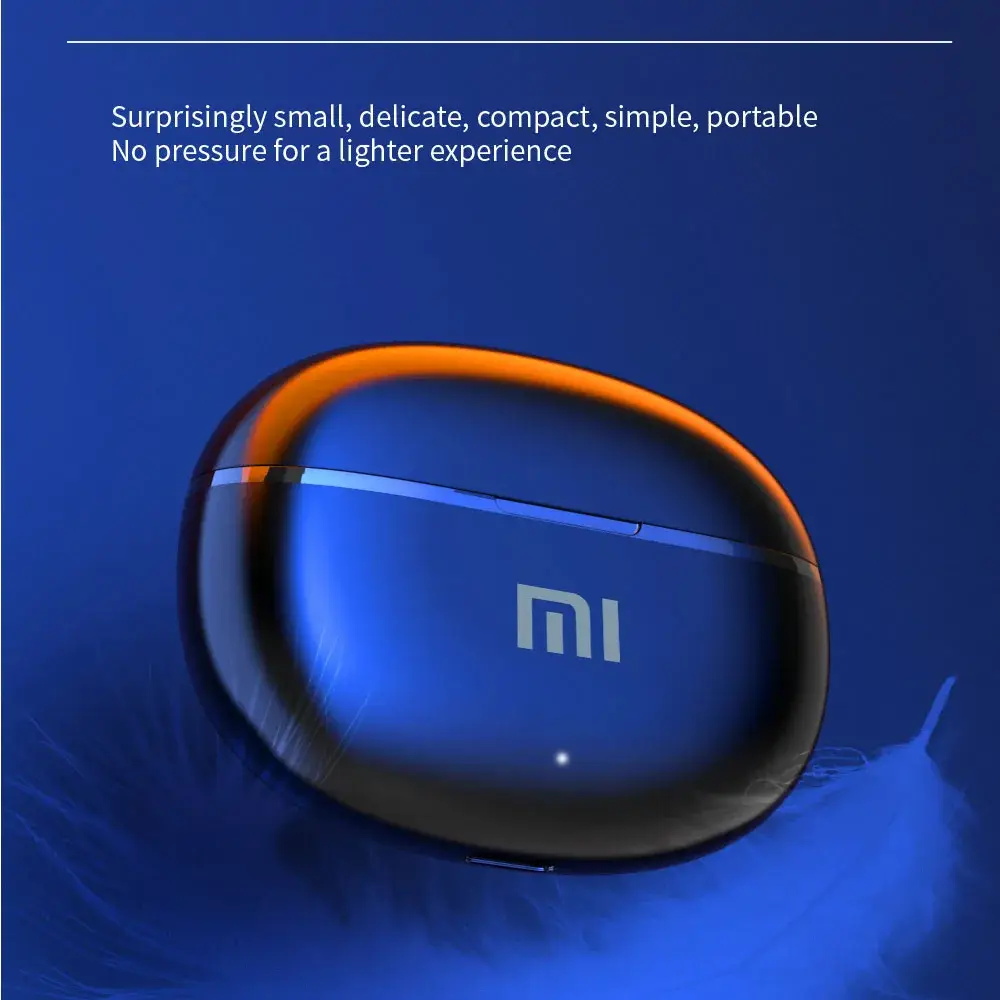 Surprisingly small, delicate, compact, simple, portable
No pressure for a lighter experience
mi